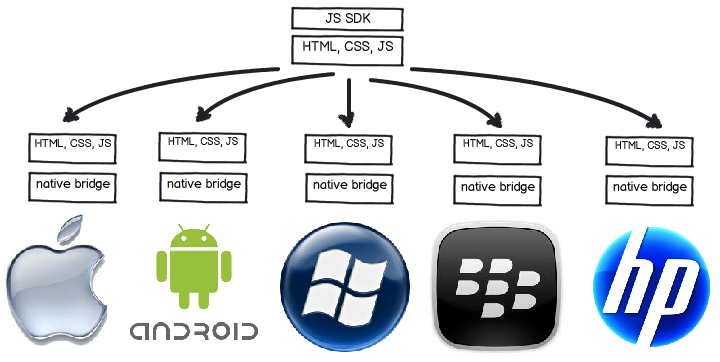 JS SDK
HTML, CSS, JS
HTML, CSS, JS
HTML, CSS, JS
HTML, CSS, JS
HTML, CSS, JS
HTML, CSS, JS
native bridge
native bridge
native bridge
native bridge
native bridge
hp
ANDROID